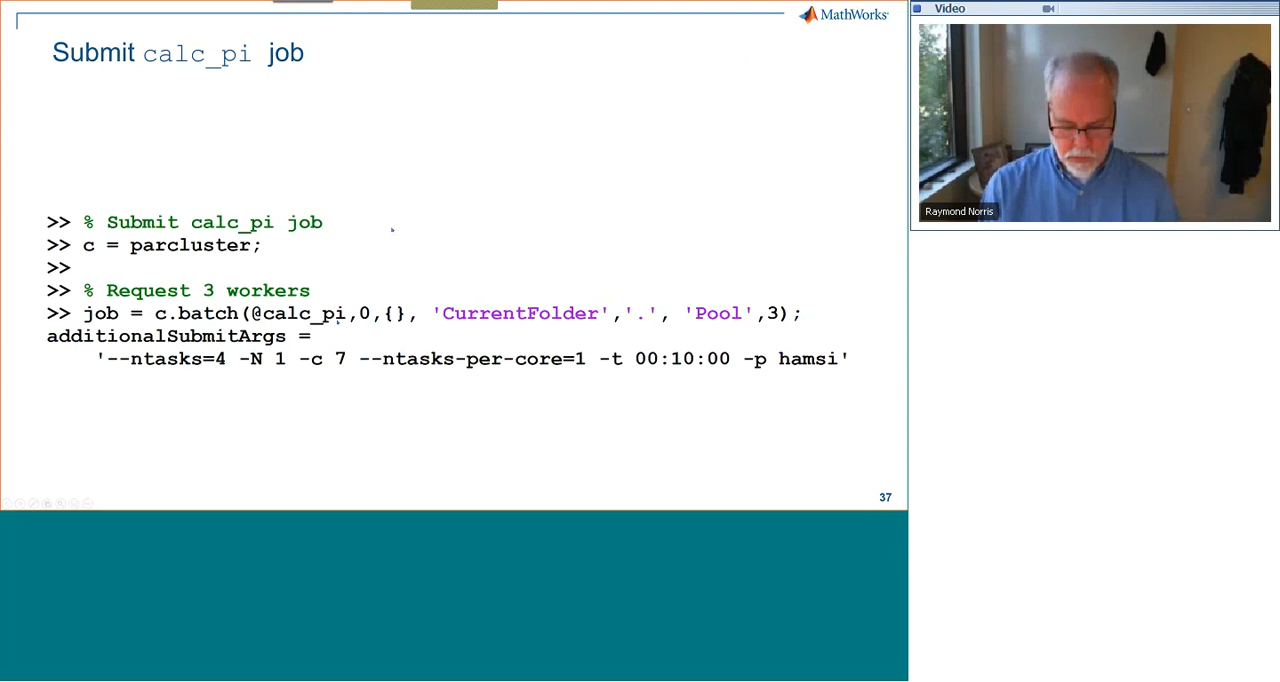 MathWorks®
Submit calc_pi job
>> % Submit calc_pi job
>> c = parcluster;
>>
>> % Request 3 workers
>> job = c.batch(@calc_pi,0,{}, 'CurrentFolder','.', 'Pool',3);
additionalSubmitArgs =
'--ntasks=4 -N 1 -c 7 --ntasks-per-core=1 -t 00:10:00 -p hamsi'
37
Video
Raymond Norris